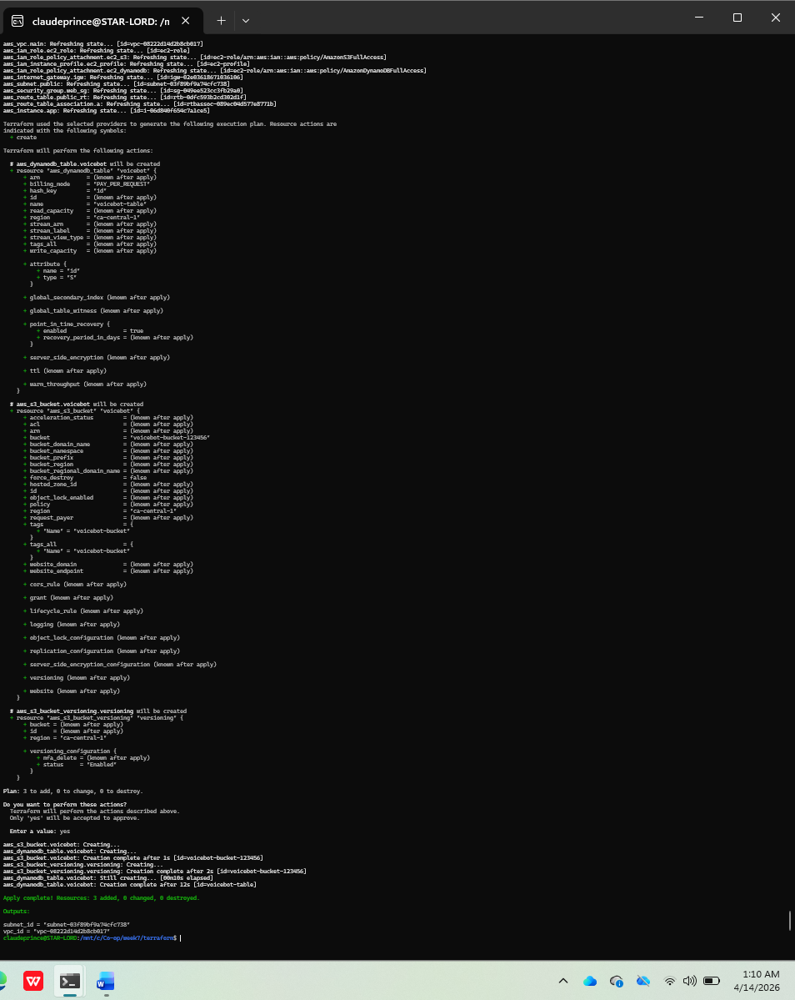 claudeprince@STAR-LORD: /n
aws_vpc.main: Refreshing state... [id=vpc-08222d14d2b8cb017]
aws_iam_role.ec2_role: Refreshing state... [id=ec2-role]
aws_iam_role_policy_attachment.ec2_s3: Refreshing state... [id=ec2-role/arn:aws:iam::aws:policy/AmazonS3FullAccess]
aws_iam_instance_profile.ec2_profile: Refreshing state... [id=ec2-profile]
aws_iam_role_policy_attachment.ec2_dynamodb: Refreshing state... [id=ec2-role/arn:aws:iam::aws:policy/AmazonDynamoDBFullAccess]
aws_internet_gateway.igw: Refreshing state... [id=igw-02e03618671036106]
aws_subnet.public: Refreshing state... [id=subnet-03f89bf9a74cfc738]
aws_security_group.web_sg: Refreshing state... [id=sg-049ee523cc3fb29a0]
aws_route_table.public_rt: Refreshing state... [id=rtb-0dfc593b2cd302d1f]
aws_route_table_association.a: Refreshing state... [id=rtbassoc-089ec04d577e8771b]
aws_instance.app: Refreshing state... [id=i-06d840f654c7a1ce5]
Terraform used the selected providers to generate the following execution plan. Resource actions are
indicated with the following symbols:
+ create
Terraform will perform the following actions:
# aws_dynamodb_table.voicebot will be created
+ resource "aws_dynamodb_table" "voicebot" {
+ arn = (known after apply)
+ billing_mode = "PAY_PER_REQUEST"
+ hash_key = "id"
+ id = (known after apply)
+ name = "voicebot-table"
+ read_capacity = (known after apply)
+ region = "ca-central-1"
+ stream_arn = (known after apply)
+ stream_label = (known after apply)
+ stream_view_type = (known after apply)
+ tags_all = (known after apply)
+ write_capacity = (known after apply)
+ attribute {
+ name = "id"
+ type = "S"
}
+ global_secondary_index (known after apply)
+ global_table_witness (known after apply)
+ point_in_time_recovery {
+ enabled = true
+ recovery_period_in_days = (known after apply)
}
+ server_side_encryption (known after apply)
+ ttl (known after apply)
+ warm_throughput (known after apply)
}
# aws_s3_bucket.voicebot will be created
+ resource "aws_s3_bucket" "voicebot" {
+ acceleration_status = (known after apply)
+ acl = (known after apply)
+ arn = (known after apply)
+ bucket = "voicebot-bucket-123456"
+ bucket_domain_name = (known after apply)
+ bucket_namespace = (known after apply)
+ bucket_prefix = (known after apply)
+ bucket_region = (known after apply)
+ bucket_regional_domain_name = (known after apply)
+ force_destroy = false
+ hosted_zone_id = (known after apply)
+ id = (known after apply)
+ object_lock_enabled = (known after apply)
+ policy = (known after apply)
+ region = "ca-central-1"
+ request_payer = (known after apply)
+ tags = {
+ "Name" = "voicebot-bucket"
}
+ tags_all = {
+ "Name" = "voicebot-bucket"
}
+ website_domain = (known after apply)
+ website_endpoint = (known after apply)
+ cors_rule (known after apply)
+ grant (known after apply)
+ lifecycle_rule (known after apply)
+ logging (known after apply)
+ object_lock_configuration (known after apply)
+ replication_configuration (known after apply)
+ server_side_encryption_configuration (known after apply)
+ versioning (known after apply)
+ website (known after apply)
}
# aws_s3_bucket_versioning.versioning will be created
+ resource "aws_s3_bucket_versioning" "versioning" {
+ bucket = (known after apply)
+ id = (known after apply)
+ region = "ca-central-1"
+ versioning_configuration {
+ mfa_delete = (known after apply)
+ status = "Enabled"
}
}
Plan: 3 to add, 0 to change, 0 to destroy.
Do you want to perform these actions?
Terraform will perform the actions described above.
Only 'yes' will be accepted to approve.
Enter a value: yes
aws_s3_bucket.voicebot: Creating...
aws_dynamodb_table.voicebot: Creating...
aws_s3_bucket.voicebot: Creation complete after 1s [id=voicebot-bucket-123456]
aws_s3_bucket_versioning.versioning: Creating...
aws_s3_bucket_versioning.versioning: Creation complete after 2s [id=voicebot-bucket-123456]
aws_dynamodb_table.voicebot: Still creating... [00m10s elapsed]
aws_dynamodb_table.voicebot: Creation complete after 12s [id=voicebot-table]
Apply complete! Resources: 3 added, 0 changed, 0 destroyed.
Outputs:
subnet_id = "subnet-03f89bf9a74cfc738"
vpc_id = "vpc-08222d14d2b8cb017"
claudeprince@STAR-LORD:/mnt/c/Co-op/week7/terraform$
1:10 AM
4/14/2026